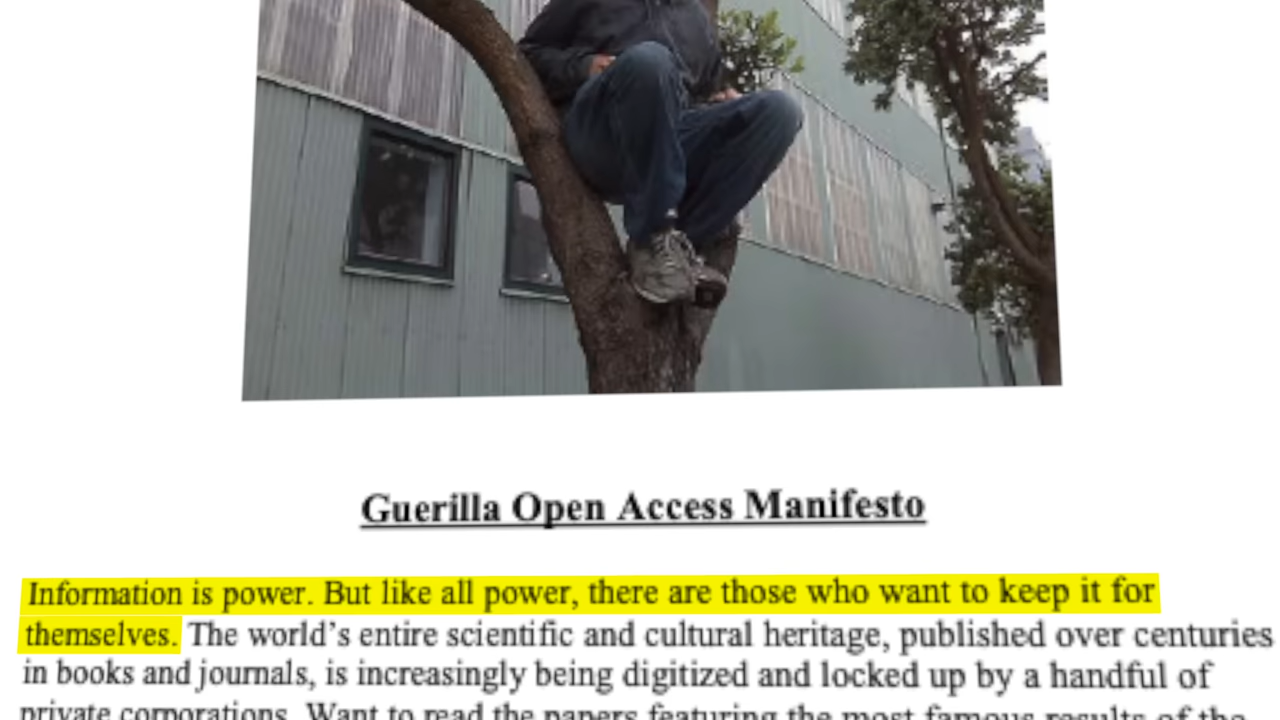 Guerilla Open Access Manifesto
Information is power. But like all power, there are those who want to keep it for
themselves. The world's entire scientific and cultural heritage, published over centuries
in books and journals, is increasingly being digitized and locked up by a handful of
private corporations. Want to read the papers featuring the most famous results of the